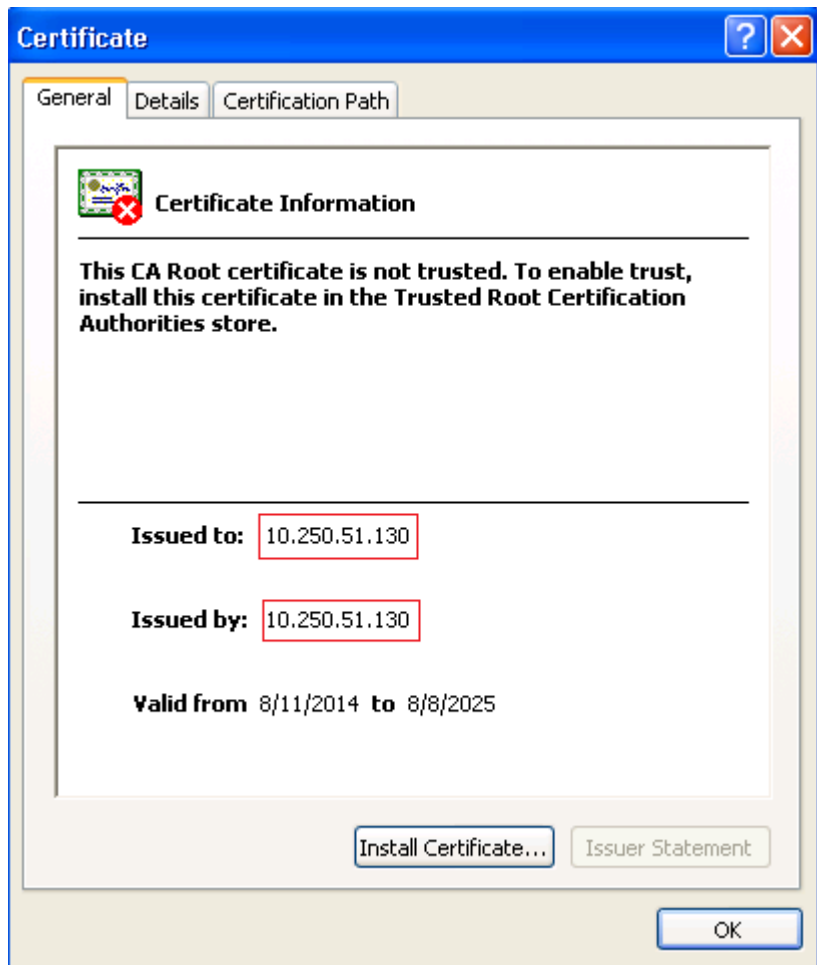 Certificate
General Details Certification Path
Certificate Information
This CA Root certificate is not trusted. To enable trust,
install this certificate in the Trusted Root Certification
Authorities store.
Issued to: 10.250.51.130
Issued by: 10.250.51.130
Valid from 8/11/2014 to 8/8/2025
Install Certificate... Issuer Statement
OK